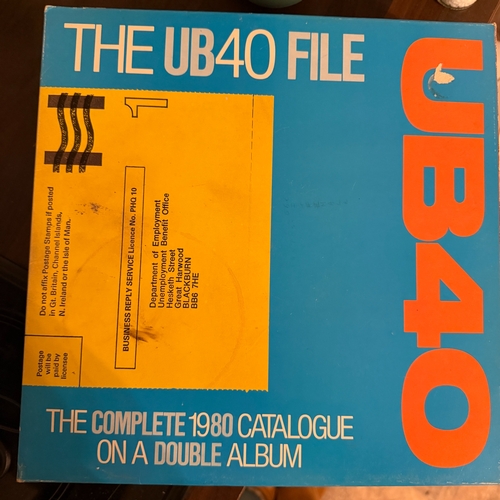 THE UB40 FILE
UB40
1
Do not affix Postage Stamps if posted
in Gt. Britain, Channel Islands,
N. Ireland or the Isle of Man.
BUSINESS REPLY SERVICE Licence No. PHQ 10
Department of Employment
Unemployment Benefit Office
Hesketh Street
Great Harwood
BLACKBURN
BB6 7HE
Postage
will be
paid by
licensee
THE COMPLETE 1980 CATALOGUE
ON A DOUBLE ALBUM